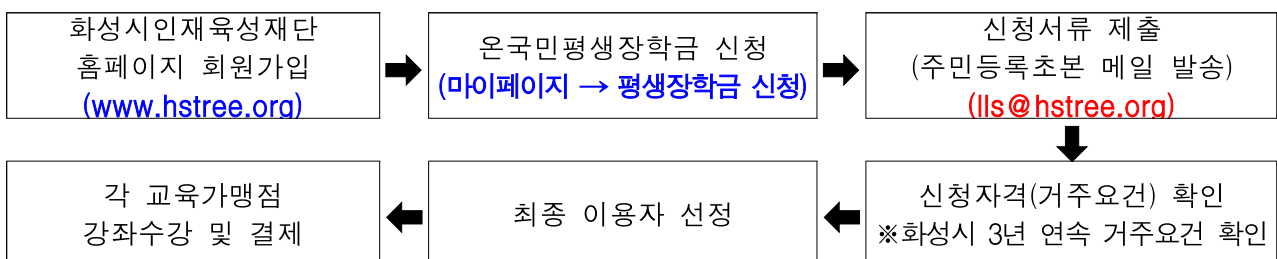 화성시인재육성재단
홈페이지 회원가입
(www.hstree.org)
온국민평생장학금 신청
(마이페이지 → 평생장학금 신청)
신청서류 제출
(주민등록초본 메일 발송)
(lls@hstree.org)
신청자격(거주요건) 확인
※화성시 3년 연속 거주요건 확인
최종 이용자 선정
각 교육가맹점
강좌수강 및 결제